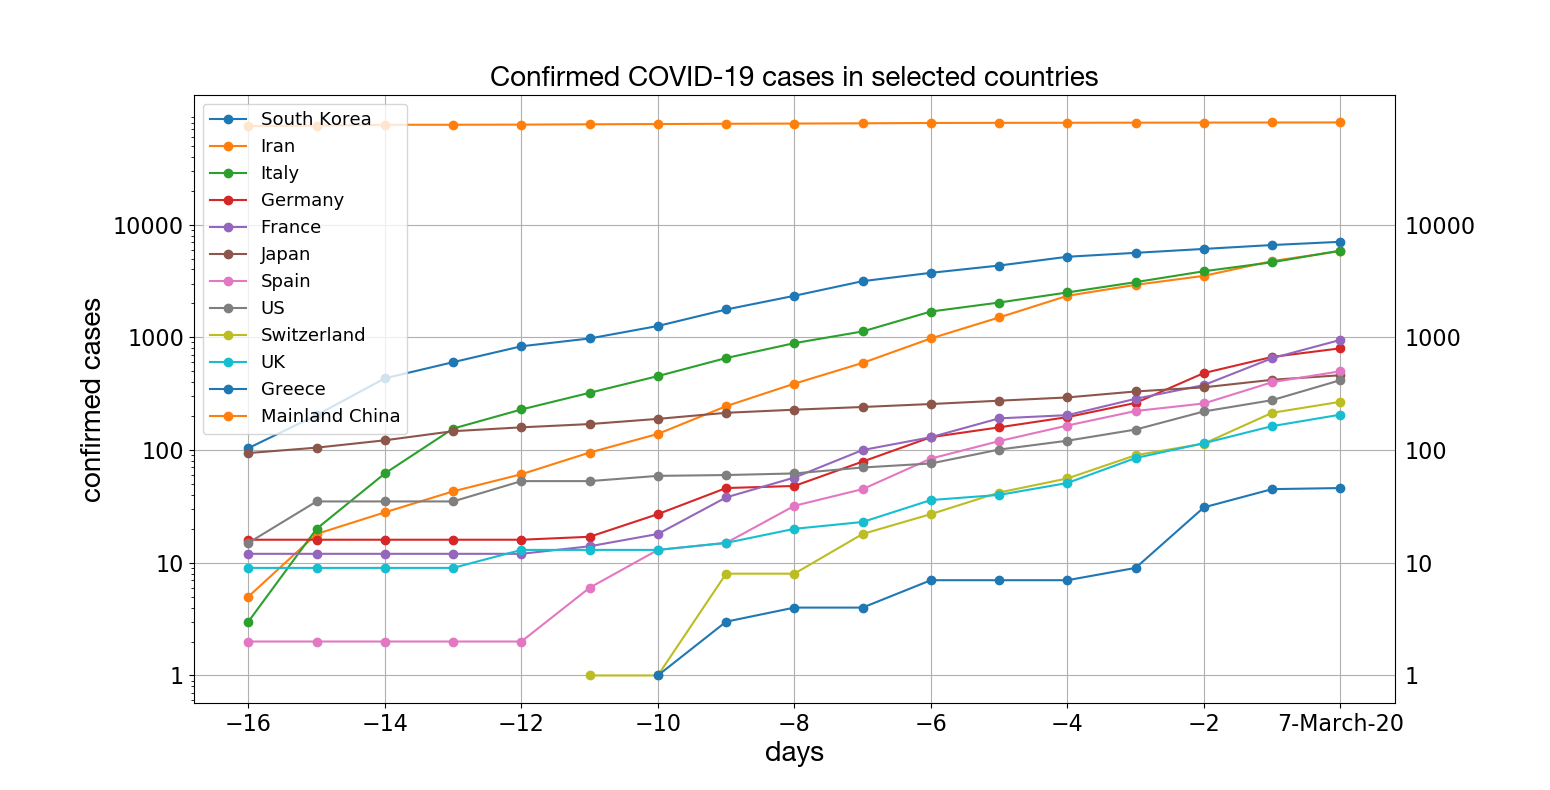 Confirmed COVID-19 cases in selected countries
South Korea
Iran
Italy
Germany
France
Japan
Spain
US
Switzerland
UK
Greece
Mainland China
confirmed cases
10000
1000
100
10
1
10000
1000
100
10
1
−16 −14 −12 −10 −8 −6 −4 −2 7-March-20
days